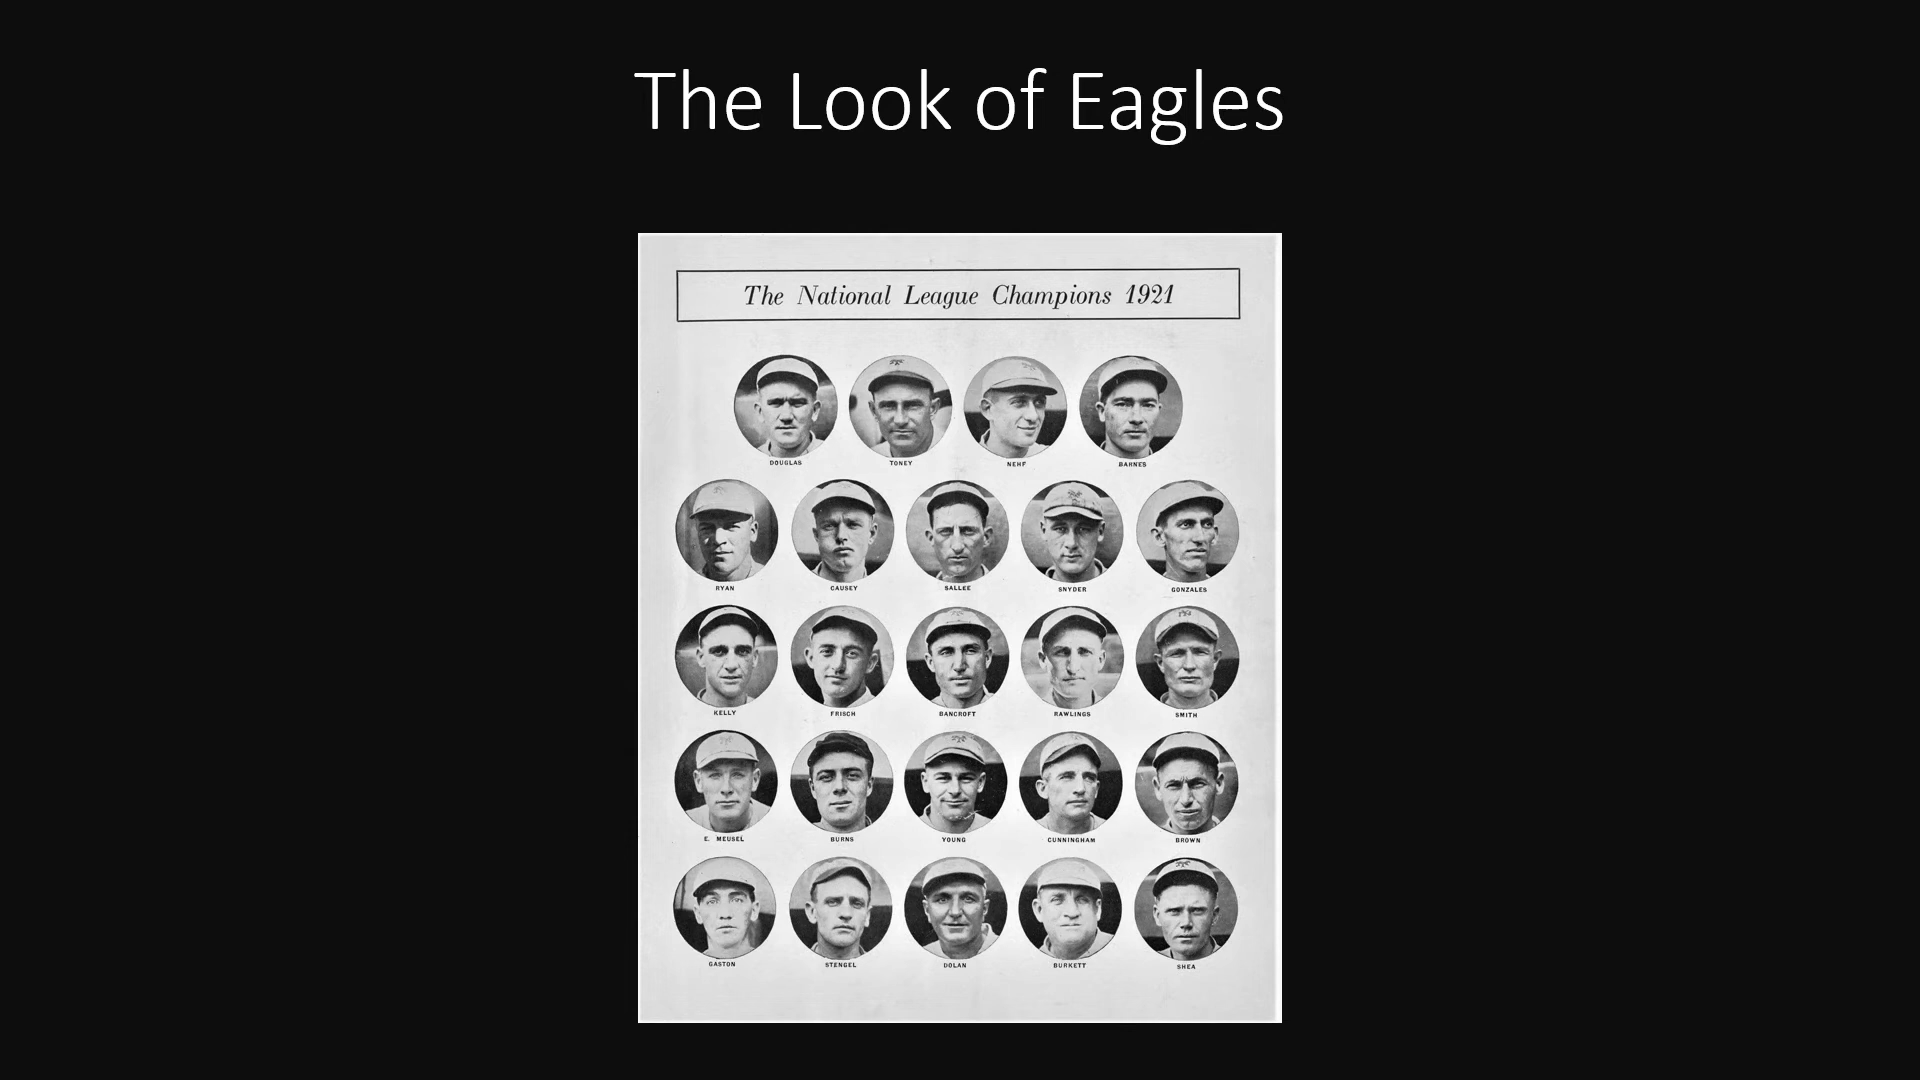 The Look of Eagles
The National League Champions 1921
DOUGLAS TONEY NEHF BARNES
RYAN CAUSEY SALLEE SNYDER GONZALES
KELLY FRISCH BANCROFT RAWLINGS SMITH
E. MEUSEL BURNS YOUNG CUNNINGHAM BROWN
GASTON STENGEL DOLAN BURKETT SHEA